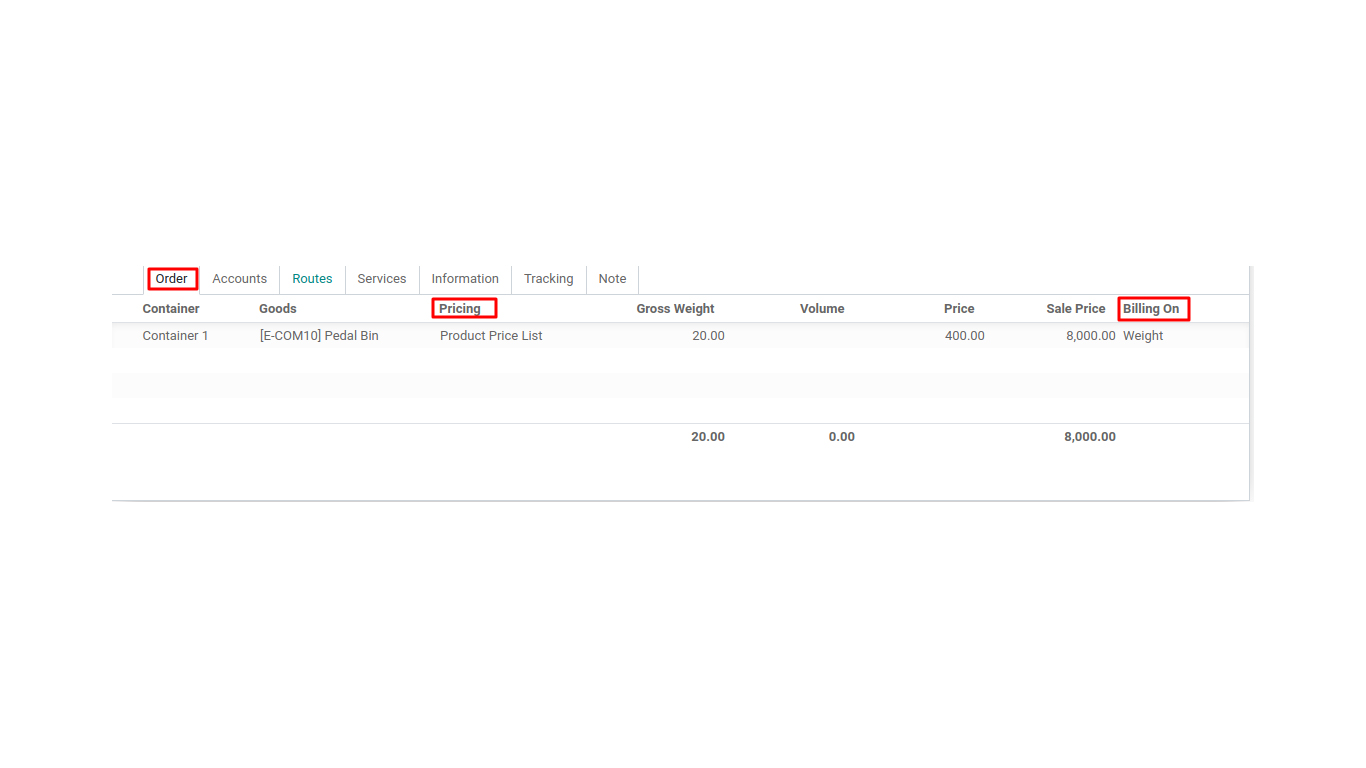 Order Accounts Routes Services Information Tracking Note
Container Goods Pricing Gross Weight Volume Price Sale Price Billing On
Container 1 [E-COM10] Pedal Bin Product Price List 20.00 400.00 8,000.00 Weight
20.00 0.00 8,000.00